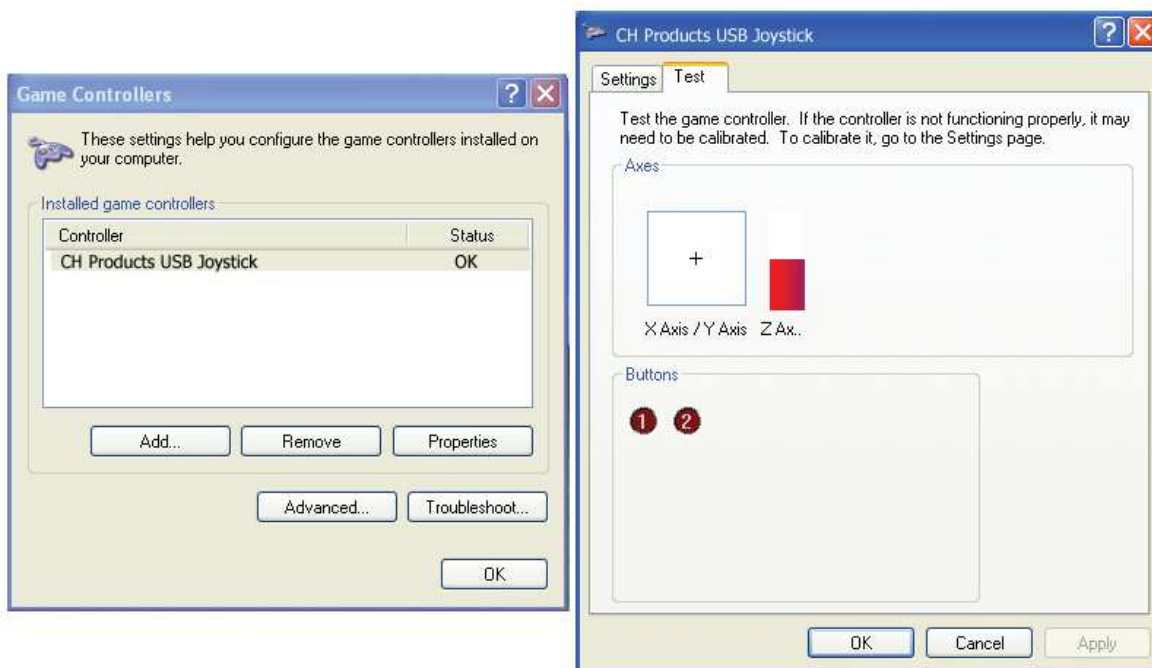 Game Controllers
These settings help you configure the game controllers installed on
your computer.
Installed game controllers
Controller Status
CH Products USB Joystick OK
Add... Remove Properties
Advanced... Troubleshoot...
OK
CH Products USB Joystick
Settings Test
Test the game controller. If the controller is not functioning properly, it may
need to be calibrated. To calibrate it, go to the Settings page.
Axes
X Axis / Y Axis Z Ax..
Buttons
1 2
OK Cancel Apply